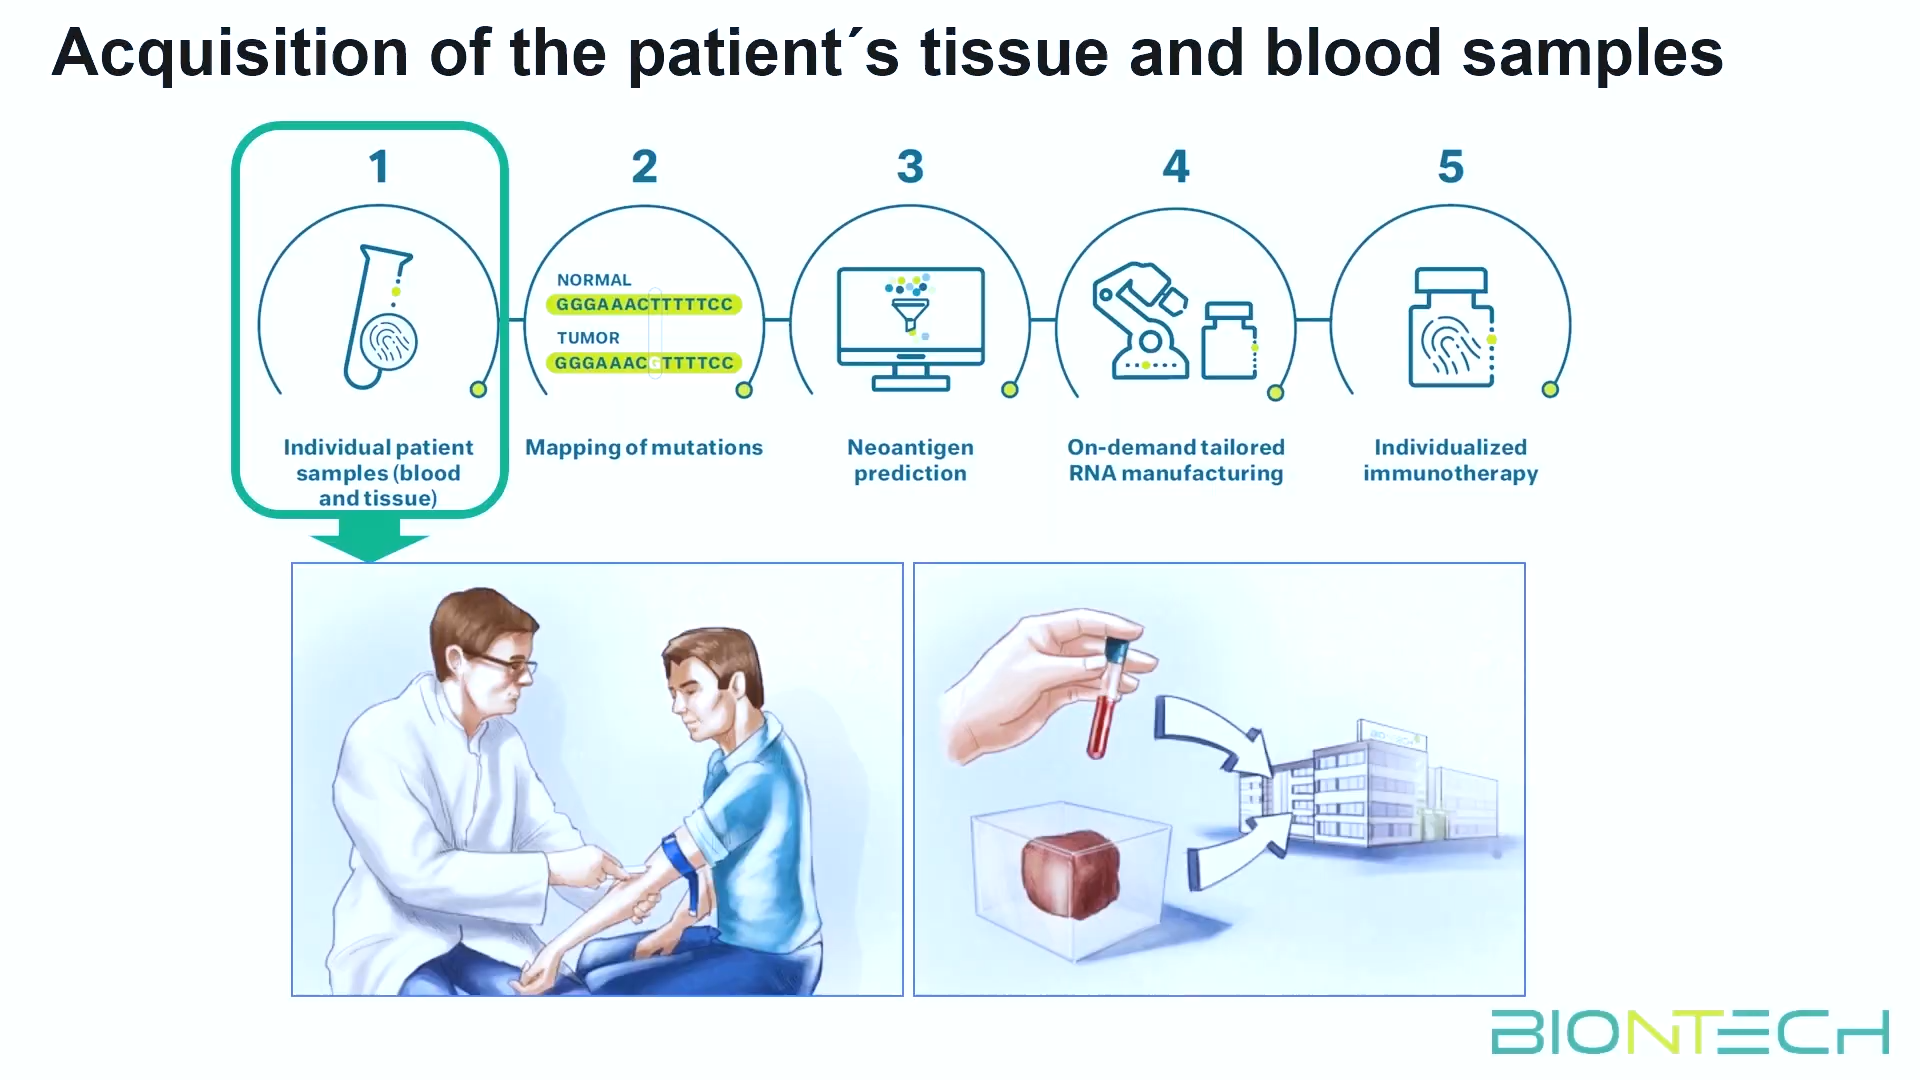 Acquisition of the patient´s tissue and blood samples
1
2
3
4
5
NORMAL
GGGAAACTTTTTCC
TUMOR
GGGAAACGTTTTCC
Individual patient
samples (blood
and tissue)
Mapping of mutations
Neoantigen
prediction
On-demand tailored
RNA manufacturing
Individualized
immunotherapy
BIONTECH
BIONTECH